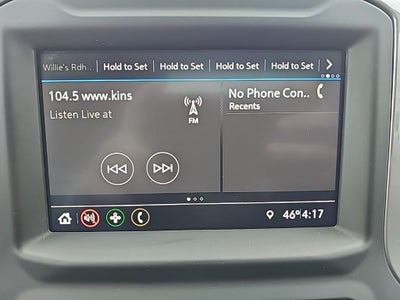 Willie's Rdh... Hold to Set Hold to Set Hold to Set Hold to Set
104.5 www.kins
Listen Live at
FM
No Phone Con..
Recents
46° 4:17